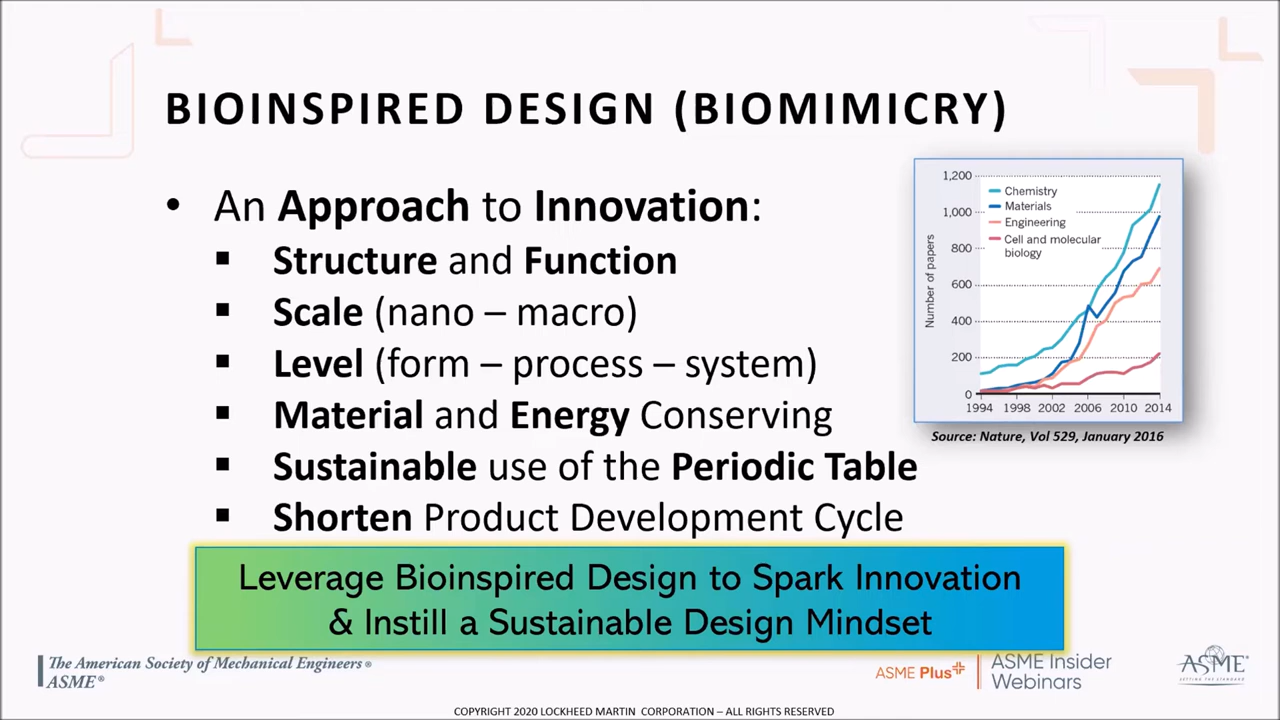 BIOINSPIRED DESIGN (BIOMIMICRY)
• An Approach to Innovation:
▪ Structure and Function
▪ Scale (nano – macro)
▪ Level (form – process – system)
▪ Material and Energy Conserving
▪ Sustainable use of the Periodic Table
▪ Shorten Product Development Cycle
1,200
1,000
800
600
400
200
0
Number of papers
Chemistry
Materials
Engineering
Cell and molecular
biology
1994 1998 2002 2006 2010 2014
Source: Nature, Vol 529, January 2016
Leverage Bioinspired Design to Spark Innovation
& Instill a Sustainable Design Mindset
The American Society of Mechanical Engineers®
ASME®
ASME Plus
ASME Insider
Webinars
ASME®
SETTING THE STANDARD
COPYRIGHT 2020 LOCKHEED MARTIN CORPORATION – ALL RIGHTS RESERVED